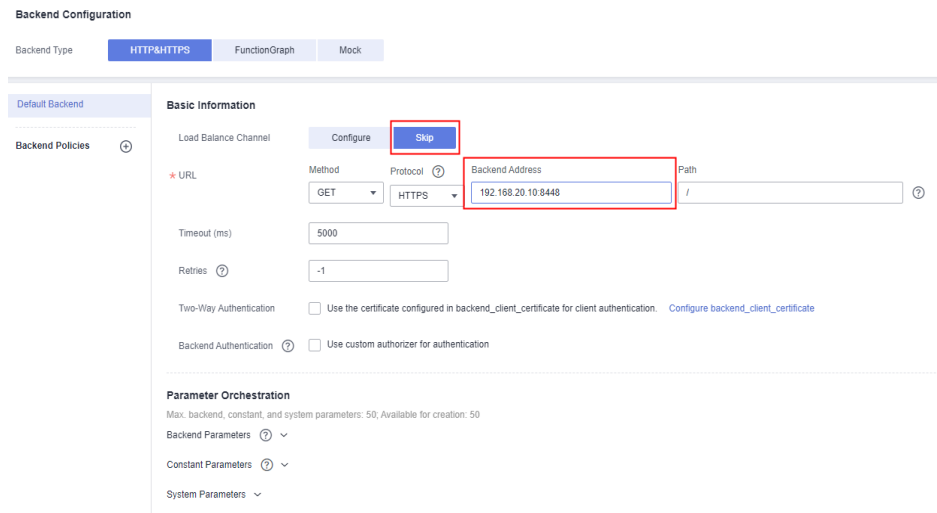 Backend Configuration
Backend Type HTTP&HTTPS FunctionGraph Mock
Default Backend
Backend Policies
Basic Information
Load Balance Channel Configure Skip
* URL
Method Protocol ? Backend Address Path
GET HTTPS 192.168.20.10:8448 / ?
Timeout (ms) 5000
Retries ? -1
Two-Way Authentication Use the certificate configured in backend_client_certificate for client authentication. Configure backend_client_certificate
Backend Authentication ? Use custom authorizer for authentication
Parameter Orchestration
Max. backend, constant, and system parameters: 50; Available for creation: 50
Backend Parameters ?
Constant Parameters ?
System Parameters